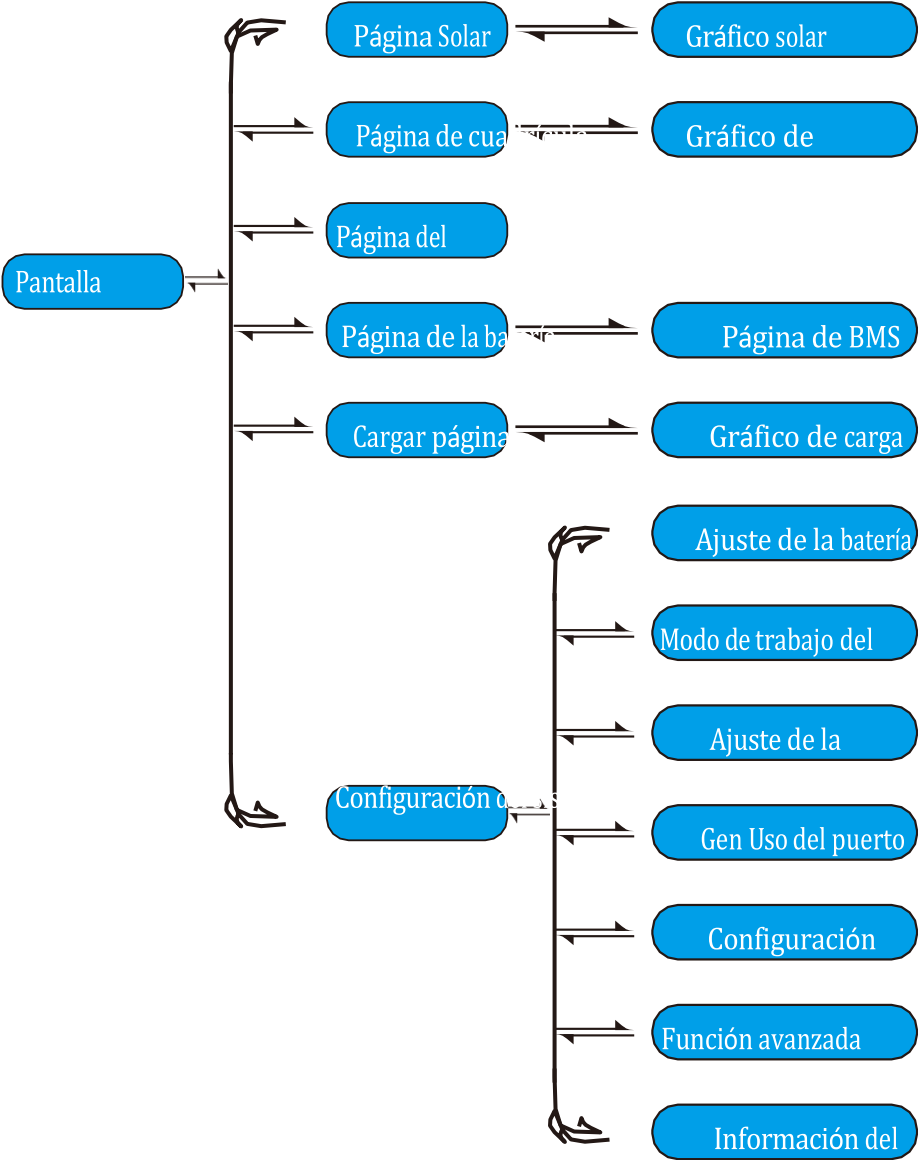 Página Solar
Gráfico solar
Página de
Gráfico de
Página del
Pantalla
Página de la
Página de BMS
Cargar página
Gráfico de carga
Ajuste de la batería
Modo de trabajo del
Ajuste de la
Configuración
Gen Uso del puerto
Configuración
Función avanzada
Información del